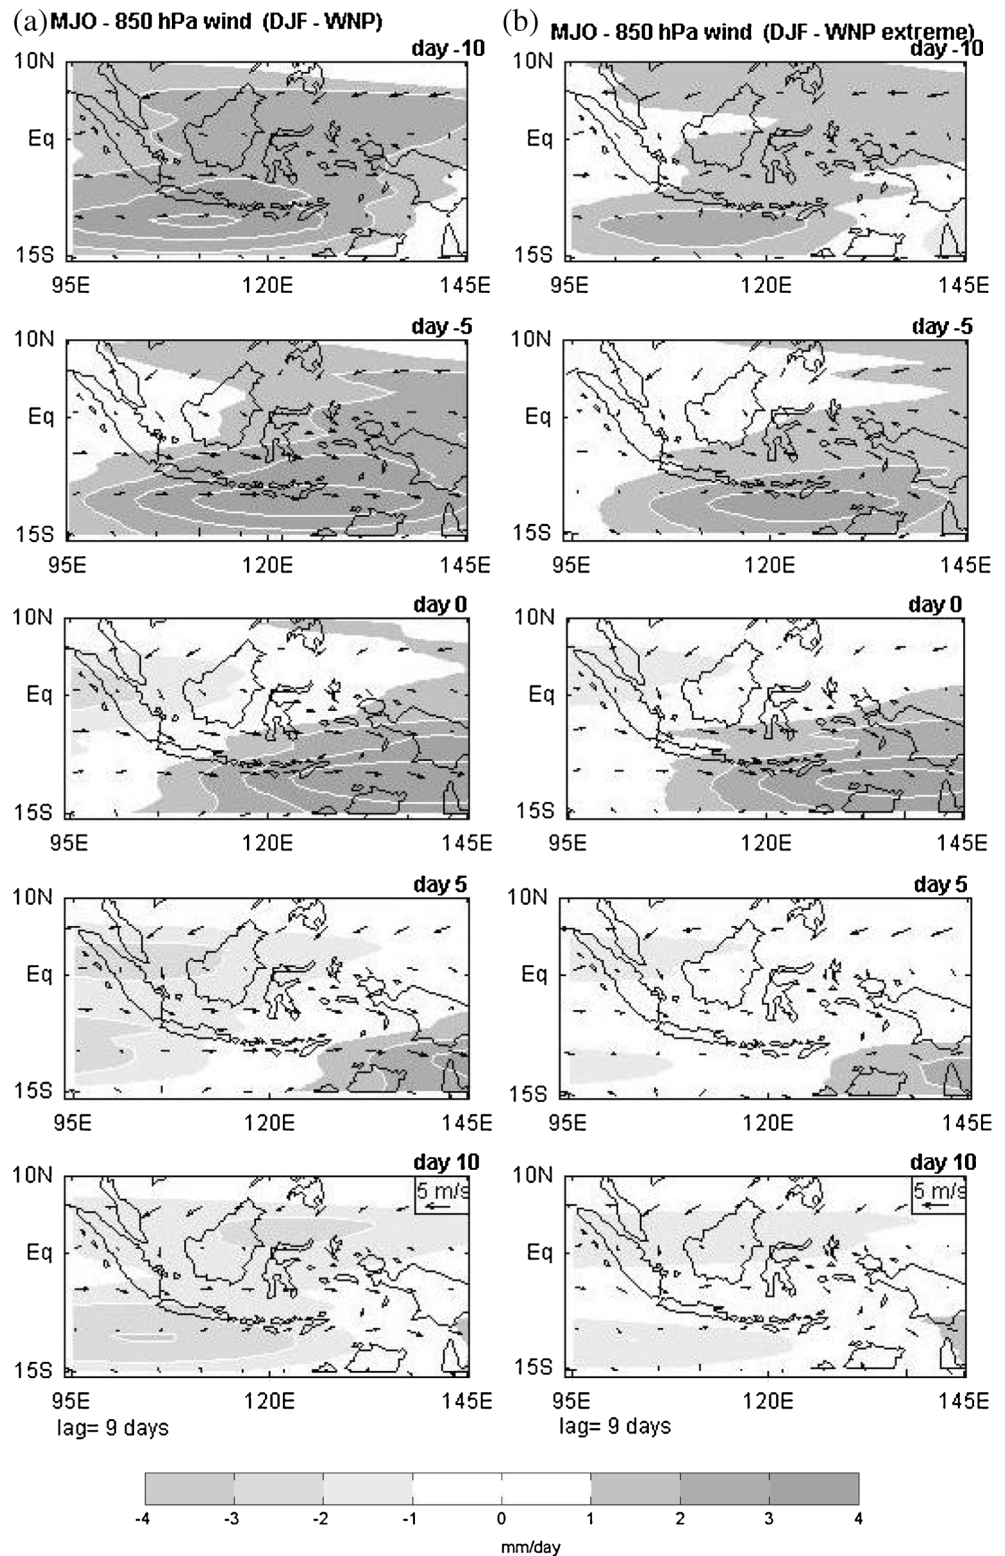 (a) MJO - 850 hPa wind (DJF - WNP)
(b) MJO - 850 hPa wind (DJF - WNP extreme)
day -10
day -10
10N
Eq
15S
95E 120E 145E
10N
Eq
15S
95E 120E 145E
day -5
day -5
10N
Eq
15S
95E 120E 145E
10N
Eq
15S
95E 120E 145E
day 0
day 0
10N
Eq
15S
95E 120E 145E
10N
Eq
15S
95E 120E 145E
day 5
day 5
10N
Eq
15S
95E 120E 145E
10N
Eq
15S
95E 120E 145E
day 10
day 10
10N
Eq
15S
5 m/s
95E 120E 145E
lag= 9 days
10N
Eq
15S
5 m/s
95E 120E 145E
lag= 9 days
-4 -3 -2 -1 0 1 2 3 4
mm/day